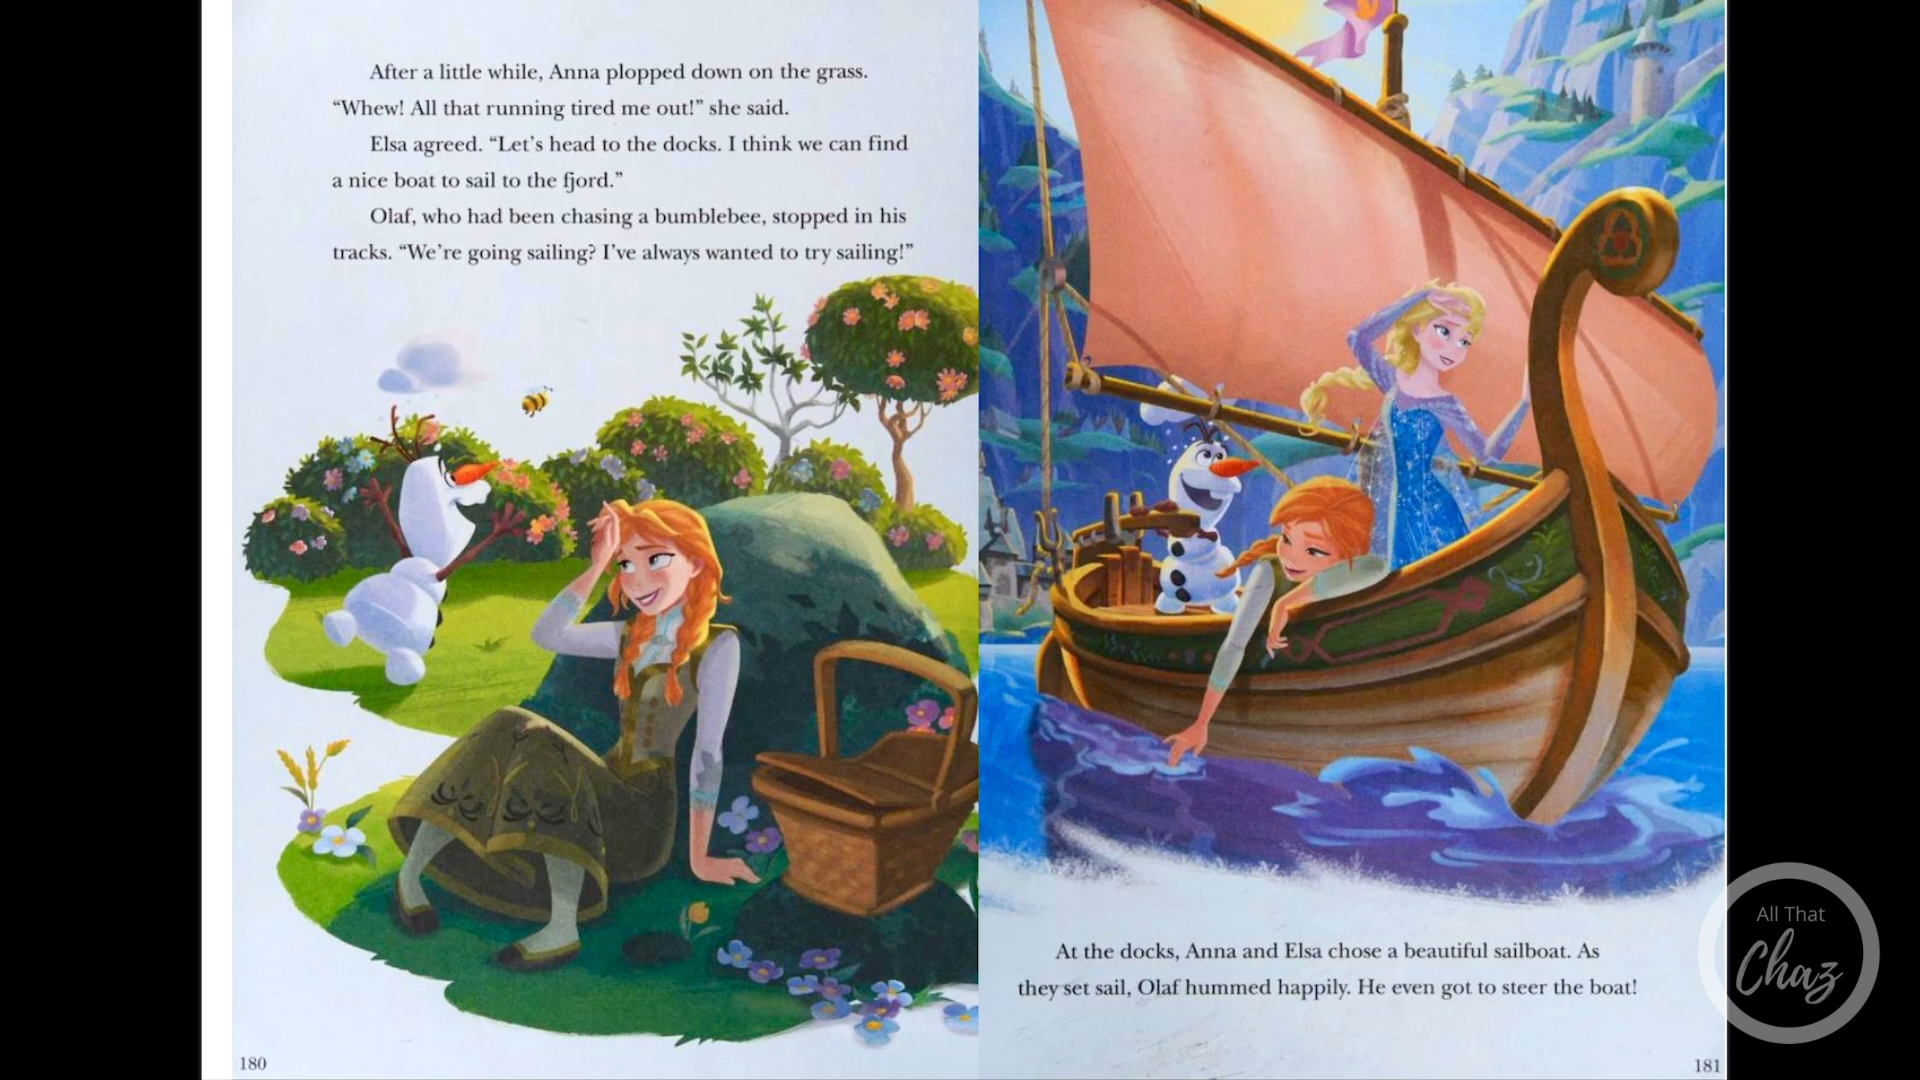 After a little while, Anna plopped down on the grass.
“Whew! All that running tired me out!” she said.
Elsa agreed. “Let’s head to the docks. I think we can find
a nice boat to sail to the fjord.”
Olaf, who had been chasing a bumblebee, stopped in his
tracks. “We’re going sailing? I’ve always wanted to try sailing!”
180
At the docks, Anna and Elsa chose a beautiful sailboat. As
they set sail, Olaf hummed happily. He even got to steer the boat!
181
All That
Chaz